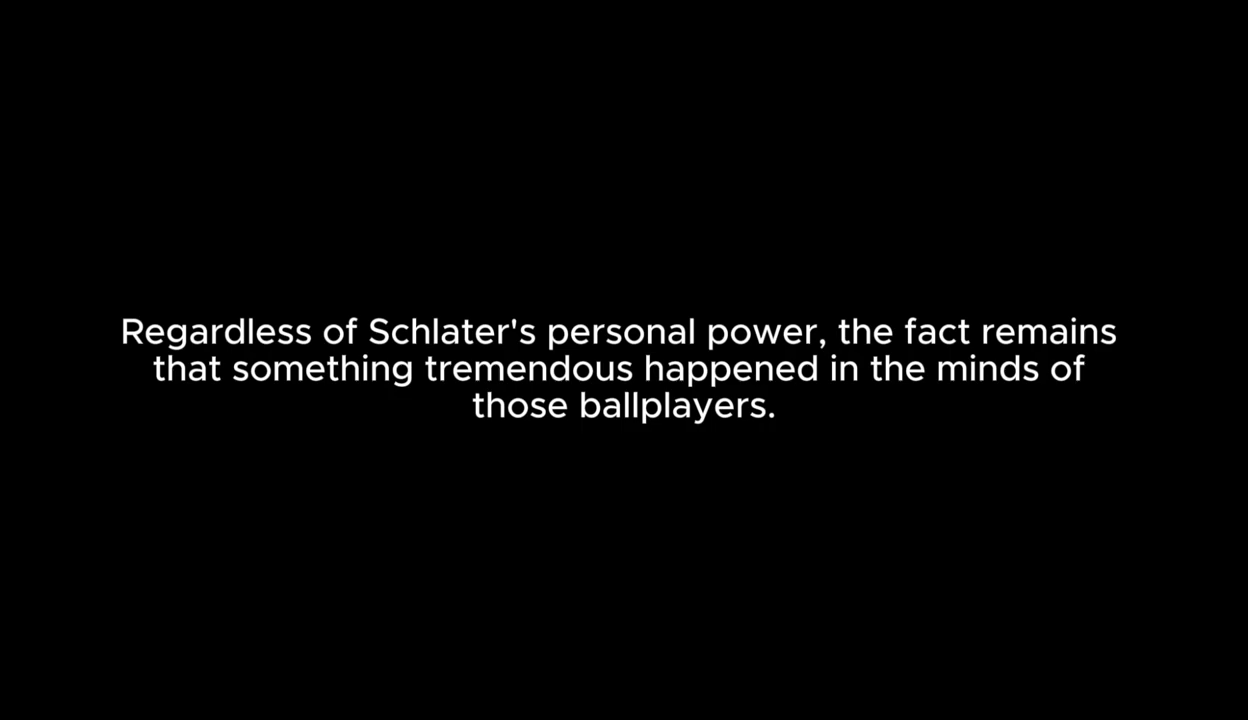 Regardless of Schlater's personal power, the fact remains
that something tremendous happened in the minds of
those ballplayers.